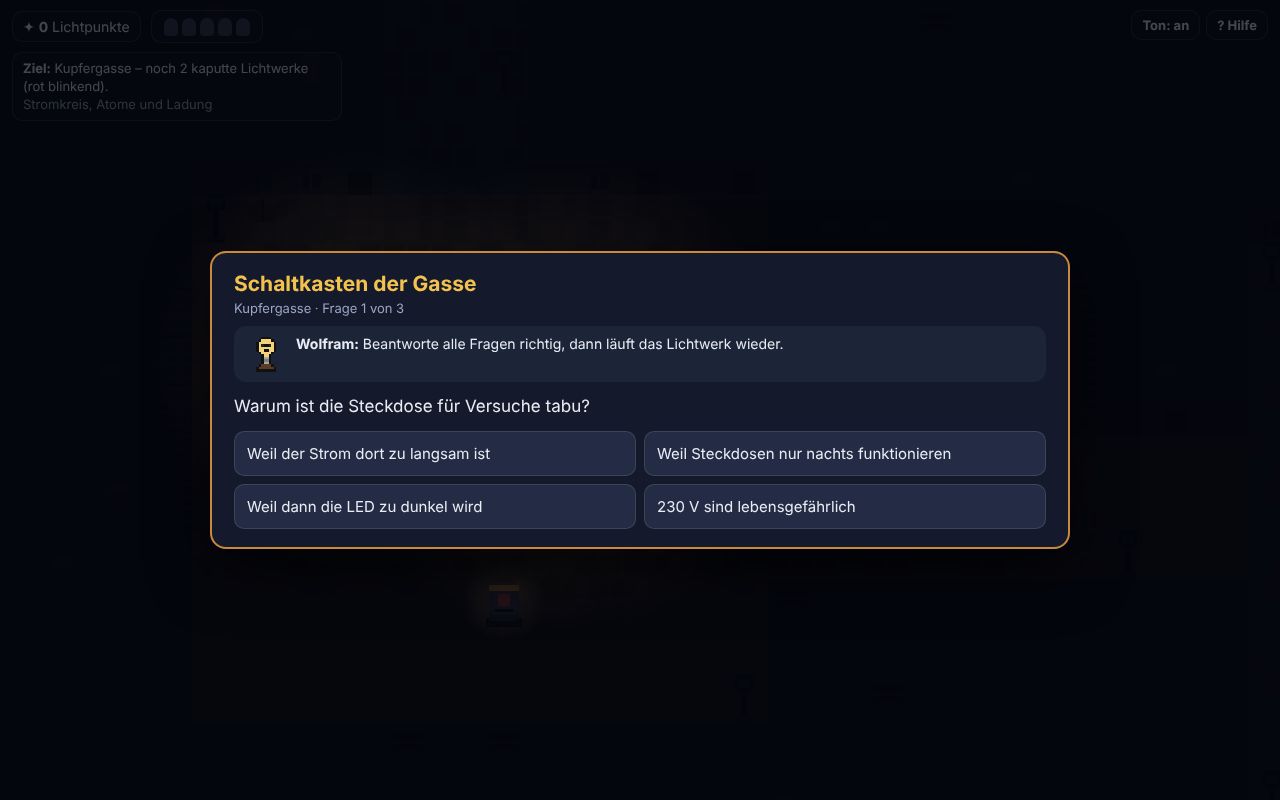 ✦ 0 Lichtpunkte
Ton: an
? Hilfe
Ziel: Kupfergasse – noch 2 kaputte Lichtwerke
(rot blinkend).
Stromkreis, Atome und Ladung
Schaltkasten der Gasse
Kupfergasse · Frage 1 von 3
Wolfram: Beantworte alle Fragen richtig, dann läuft das Lichtwerk wieder.
Warum ist die Steckdose für Versuche tabu?
Weil der Strom dort zu langsam ist
Weil Steckdosen nur nachts funktionieren
Weil dann die LED zu dunkel wird
230 V sind lebensgefährlich